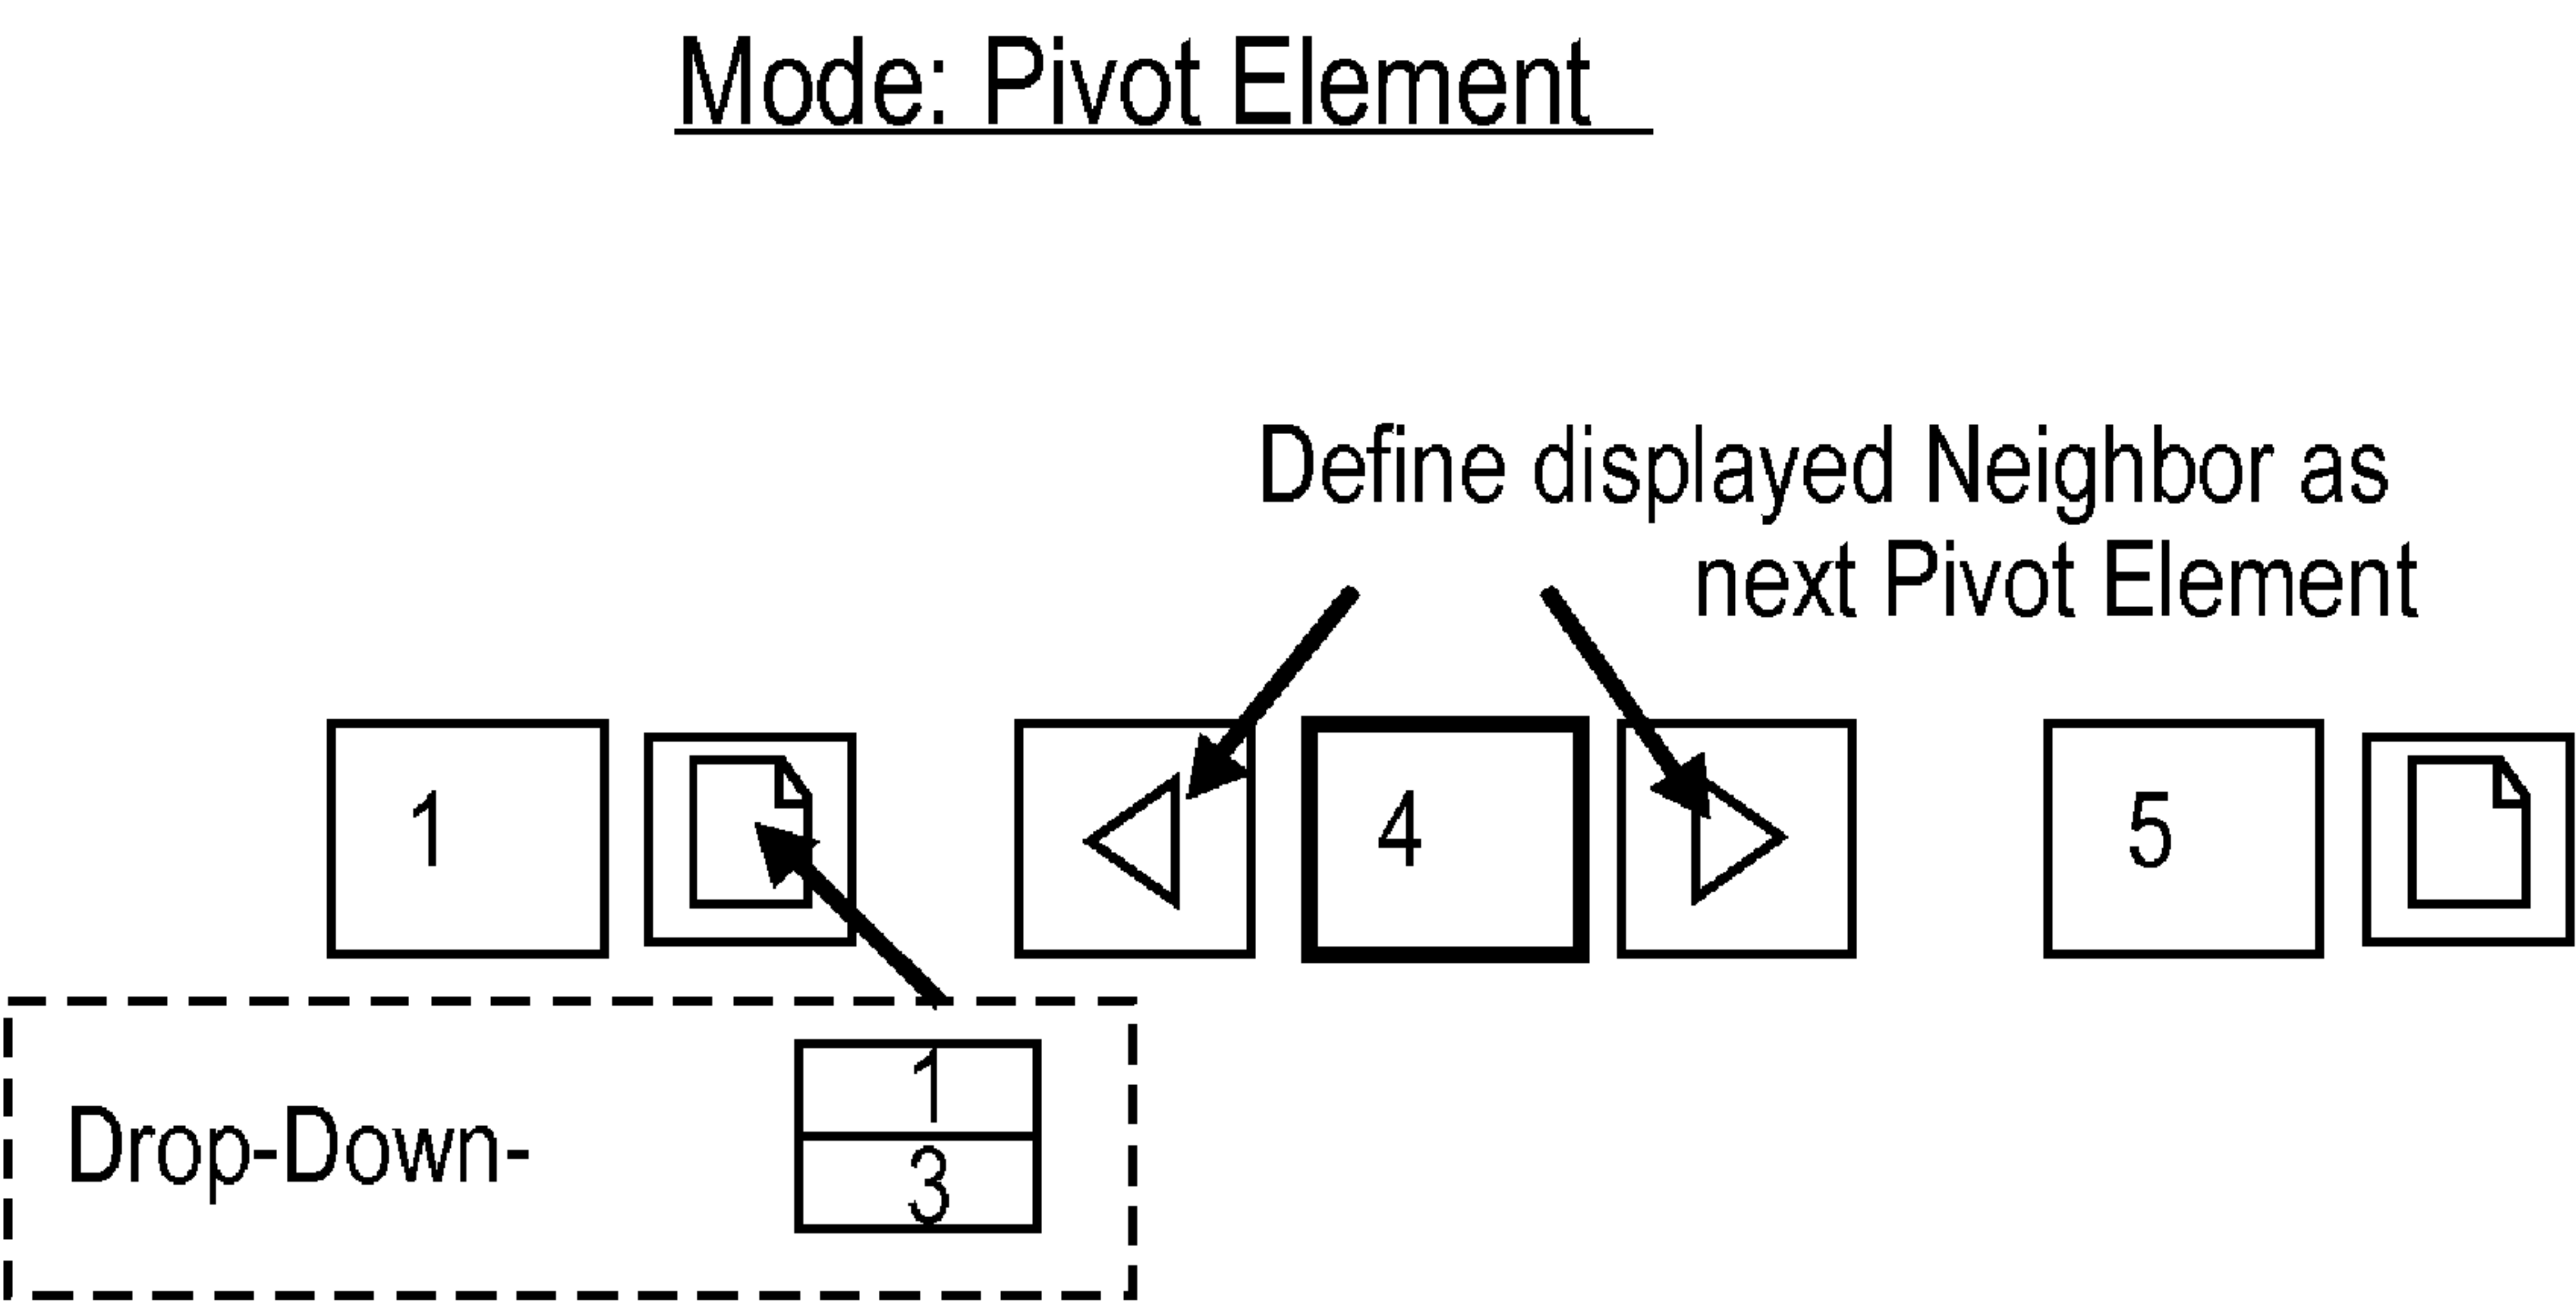 Mode: Pivot Element
Define displayed Neighbor as
next Pivot Element
1
4
5
Drop-Down-
1
3